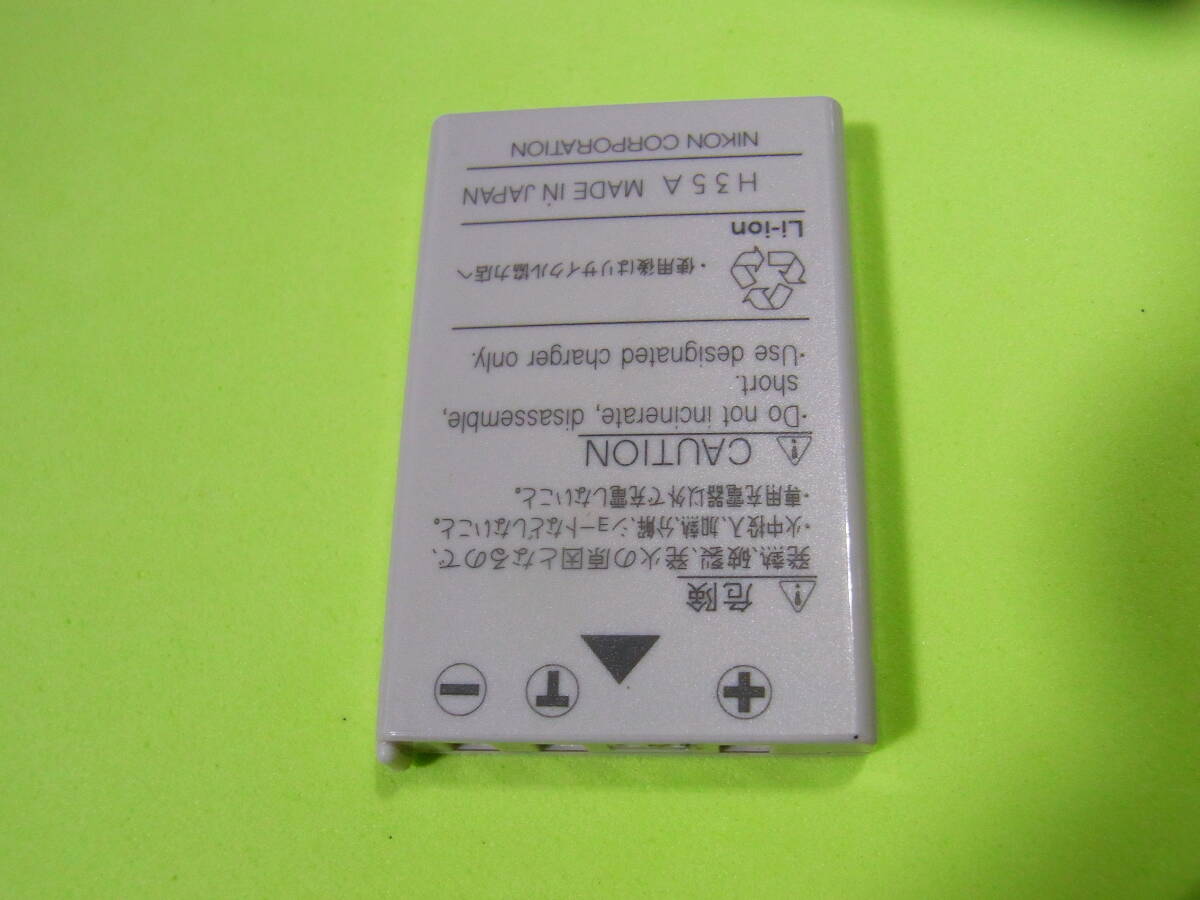 + T −
危険
発熱、破裂、発火の原因となるので、
・火中投入、加熱、分解、ショートなどしないこと。
・専用充電器以外で充電しないこと。
CAUTION
・Do not incinerate, disassemble,
short.
・Use designated charger only.
・使用後はリサイクル協力店へ
Li-ion
H35A MADE IN JAPAN
NIKON CORPORATION